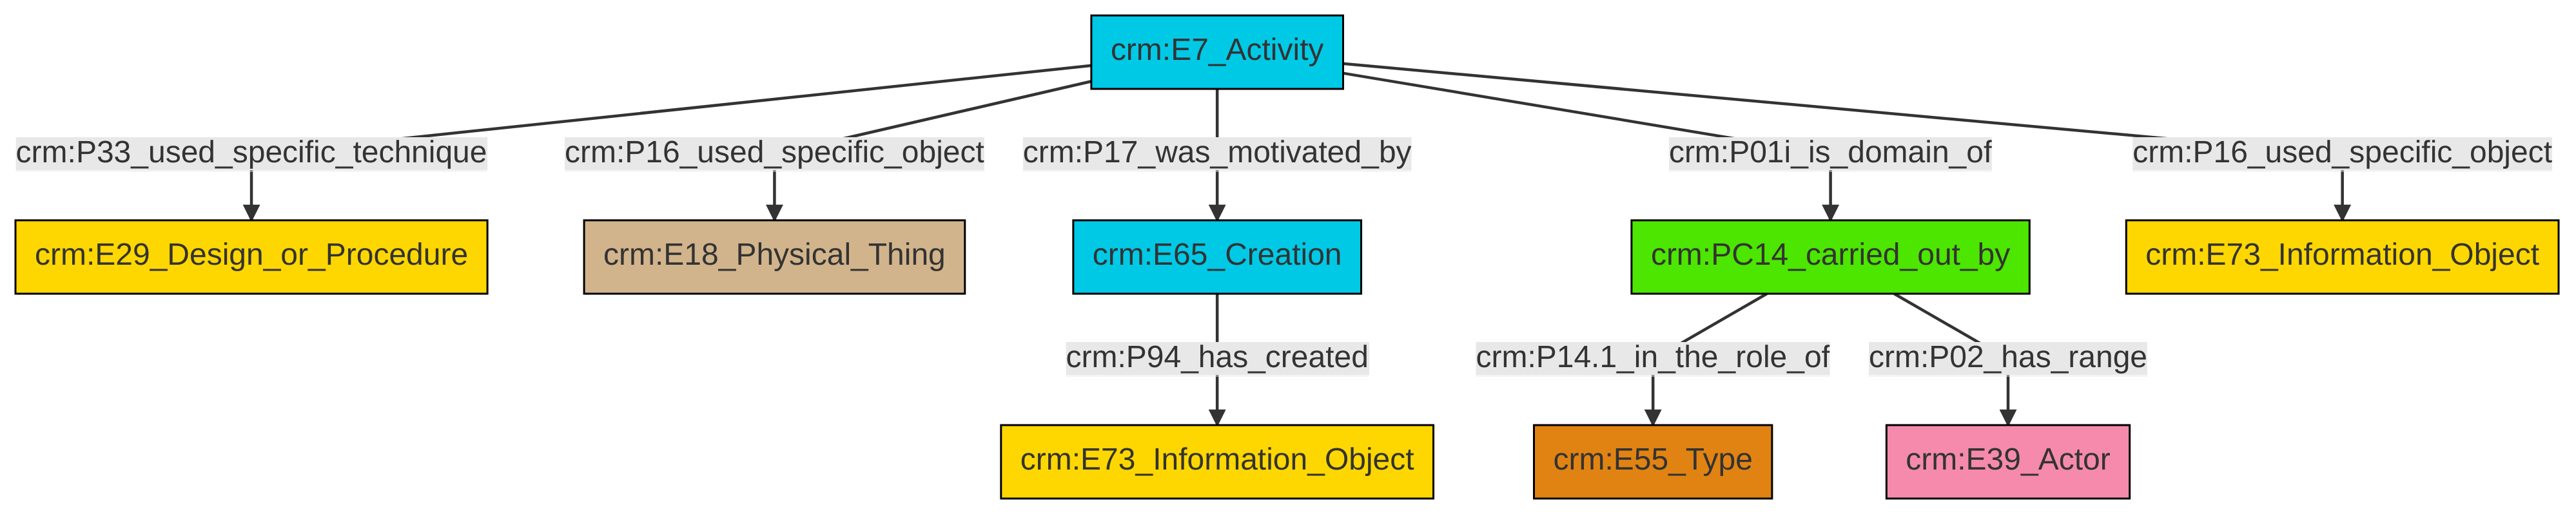 crm:E7_Activity
crm:P33_used_specific_technique
crm:P16_used_specific_object
crm:P17_was_motivated_by
crm:P01i_is_domain_of
crm:P16_used_specific_object
crm:E29_Design_or_Procedure
crm:E18_Physical_Thing
crm:E65_Creation
crm:PC14_carried_out_by
crm:E73_Information_Object
crm:P94_has_created
crm:P14.1_in_the_role_of
crm:P02_has_range
crm:E73_Information_Object
crm:E55_Type
crm:E39_Actor